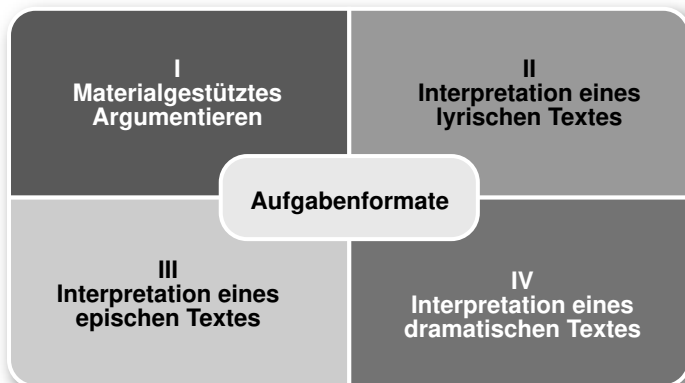 I
Materialgestütztes
Argumentieren
II
Interpretation eines
lyrischen Textes
Aufgabenformate
III
Interpretation eines
epischen Textes
IV
Interpretation eines
dramatischen Textes